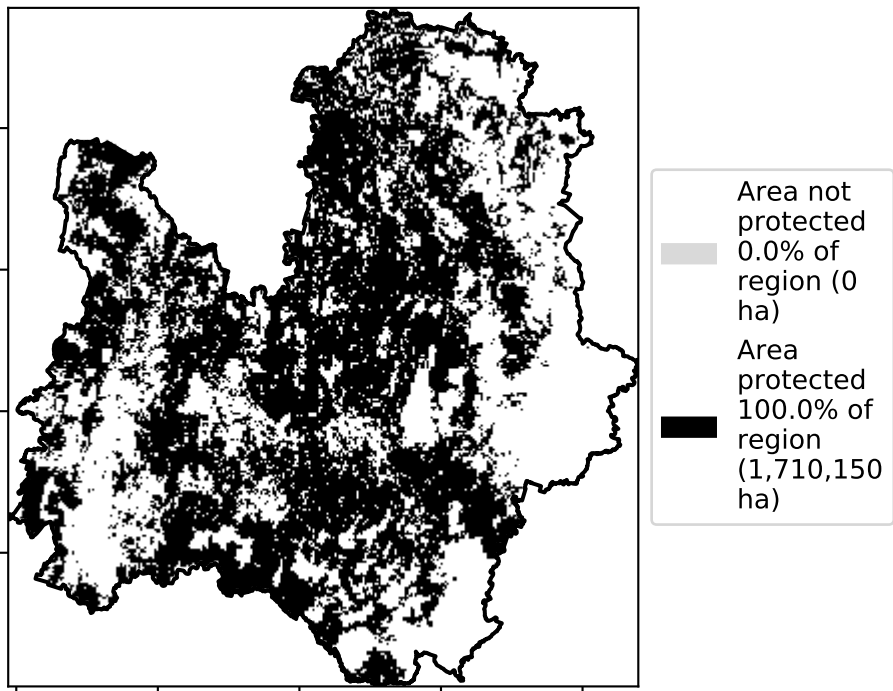 Area not
protected
0.0% of
region (0
ha)
Area
protected
100.0% of
region
(1,710,150
ha)